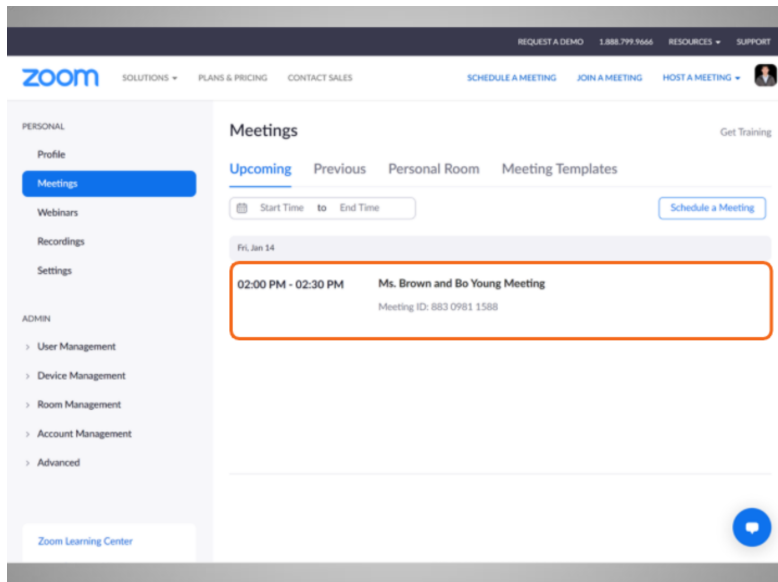 REQUEST A DEMO 1.888.799.9666 RESOURCES SUPPORT
zoom SOLUTIONS PLANS & PRICING CONTACT SALES SCHEDULE A MEETING JOIN A MEETING HOST A MEETING
PERSONAL
Profile
Meetings
Webinars
Recordings
Settings
ADMIN
User Management
Device Management
Room Management
Account Management
Advanced
Zoom Learning Center
Meetings Get Training
Upcoming Previous Personal Room Meeting Templates
Start Time to End Time Schedule a Meeting
Fri, Jan 14
02:00 PM - 02:30 PM Ms. Brown and Bo Young Meeting
Meeting ID: 883 0981 1588